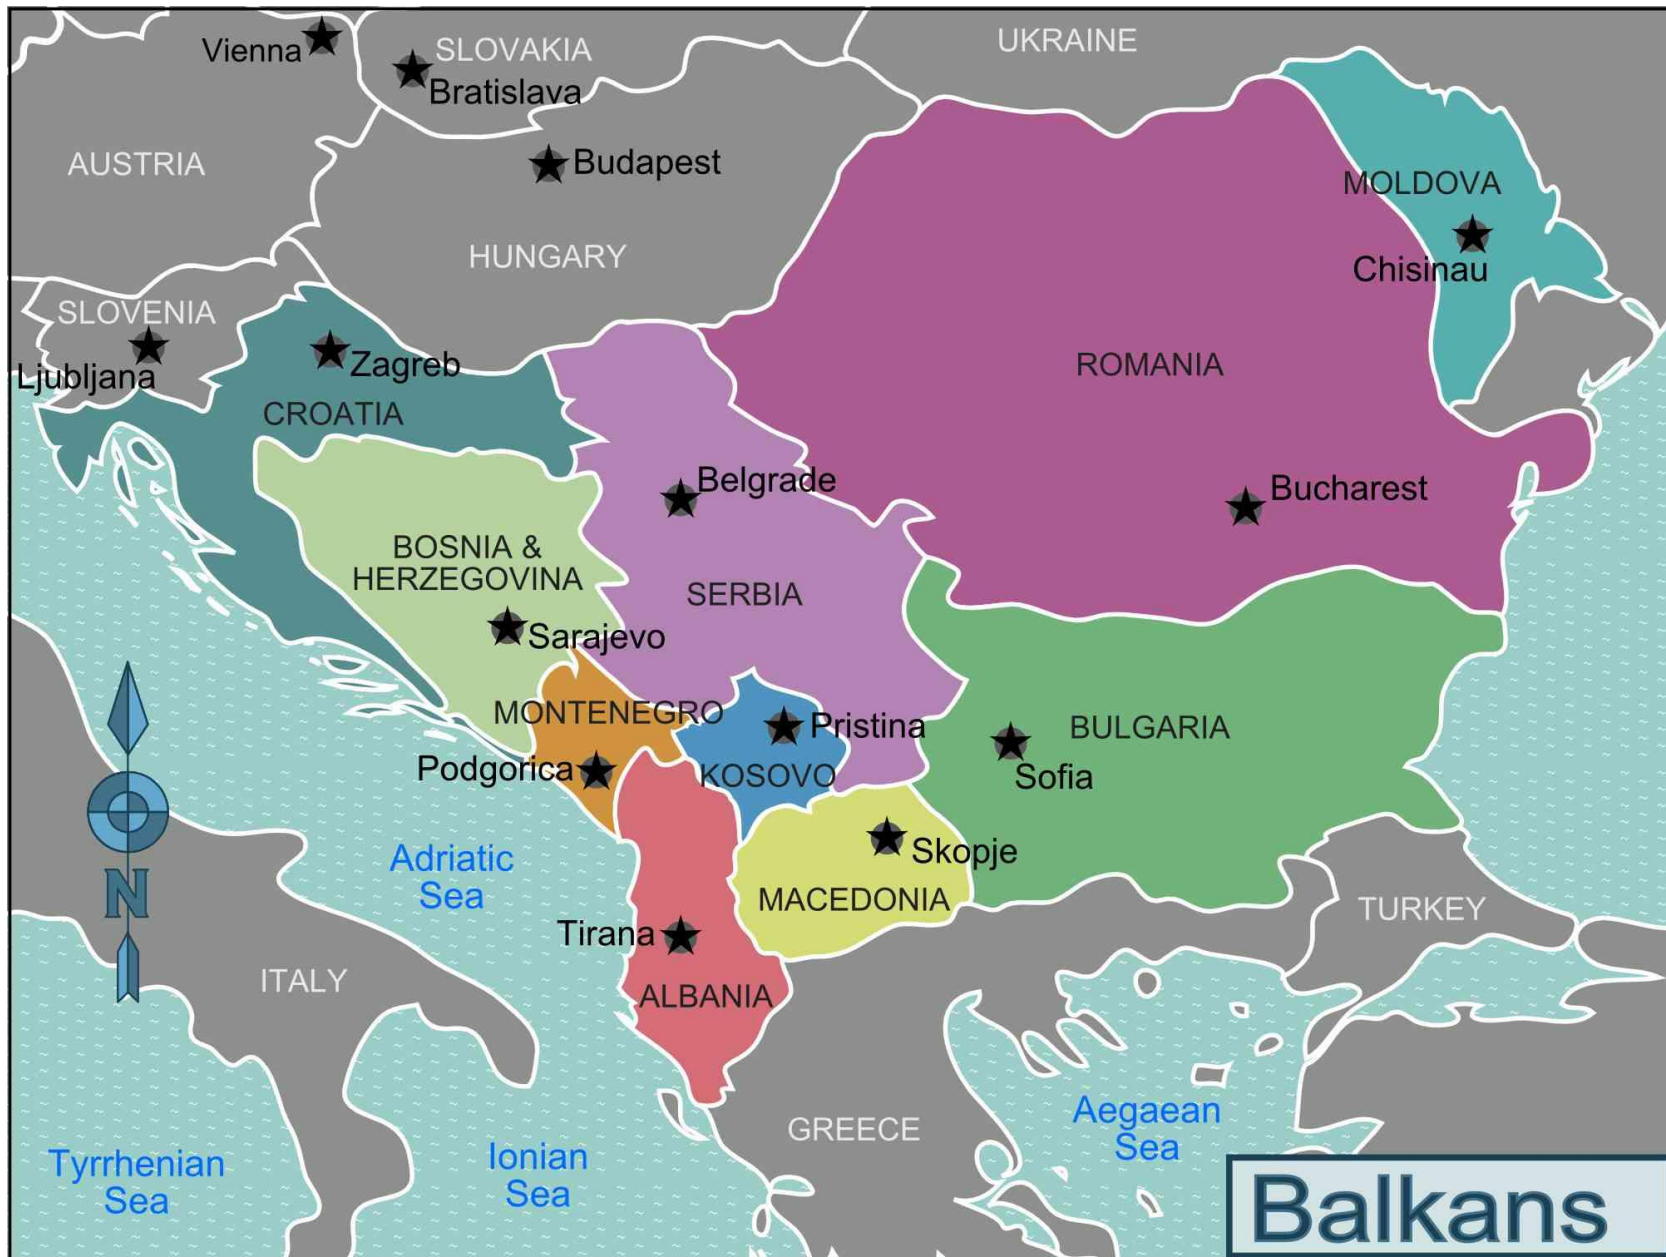 Vienna
SLOVAKIA
UKRAINE
Bratislava
AUSTRIA
Budapest
MOLDOVA
HUNGARY
Chisinau
SLOVENIA
Ljubljana
Zagreb
ROMANIA
CROATIA
Belgrade
Bucharest
BOSNIA &
HERZEGOVINA
SERBIA
Sarajevo
MONTENEGRO
Pristina
BULGARIA
Podgorica
KOSOVO
Sofia
Adriatic
Sea
Skopje
MACEDONIA
N
TURKEY
Tirana
ITALY
ALBANIA
Aegaean
Sea
GREECE
Tyrrhenian
Sea
Ionian
Sea
Balkans